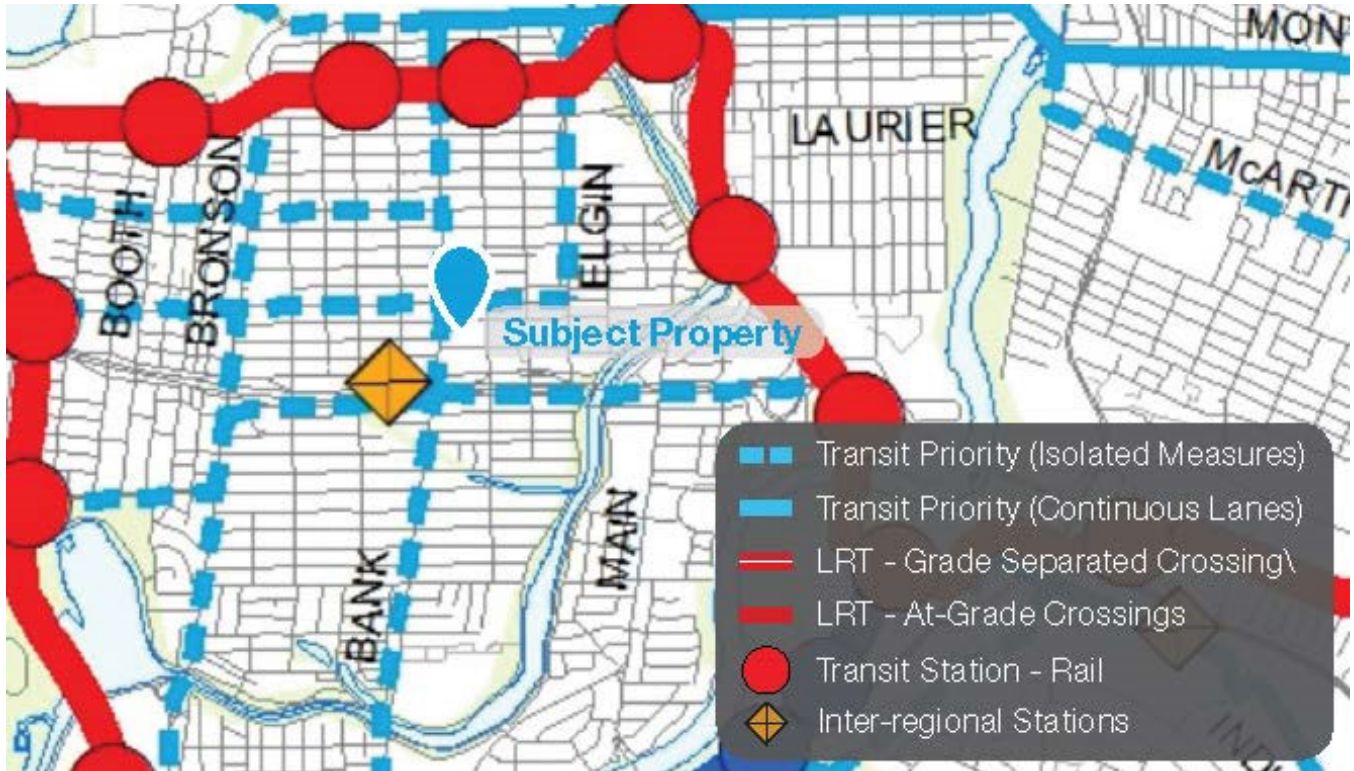 MONT
LAURIER
McARTH
BOOTH
BRONSON
ELGIN
Subject Property
BANK
MAIN
Transit Priority (Isolated Measures)
Transit Priority (Continuous Lanes)
LRT - Grade Separated Crossing\
LRT - At-Grade Crossings
Transit Station - Rail
Inter-regional Stations